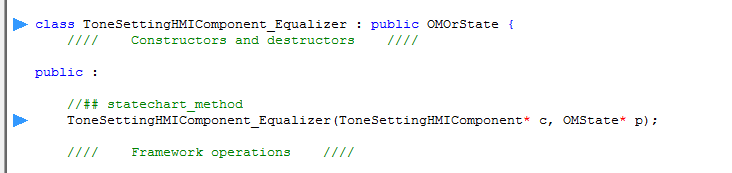 class ToneSettingHMIComponent_Equalizer : public OMOrState {
////    Constructors and destructors    ////
public :
//## statechart_method
ToneSettingHMIComponent_Equalizer(ToneSettingHMIComponent* c, OMState* p);
////    Framework operations    ////